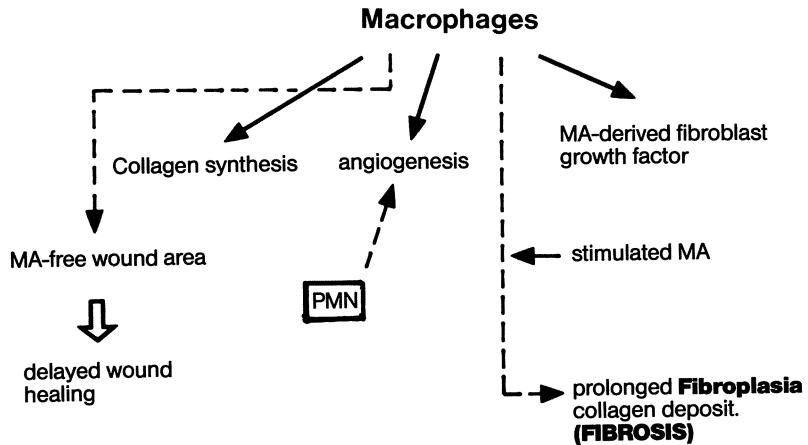 Macrophages
MA-derived fibroblast
growth factor
Collagen synthesis
angiogenesis
MA-free wound area
stimulated MA
PMN
delayed wound
healing
prolonged Fibroplasia
collagen deposit.
(FIBROSIS)